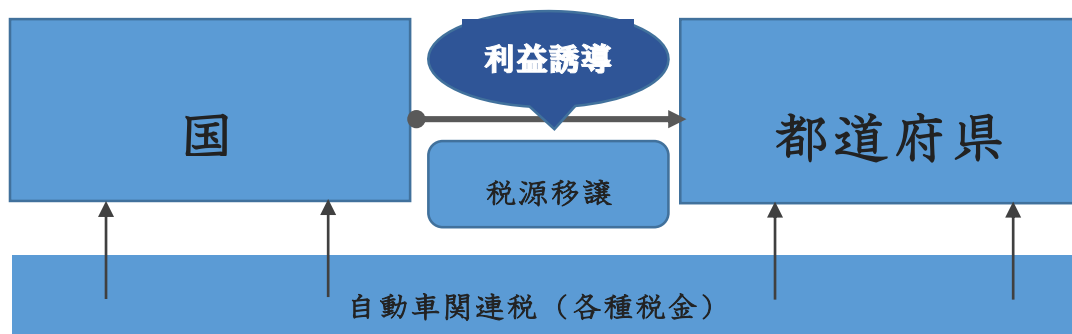 利益誘導
国
都道府県
税源移譲
自動車関連税（各種税金）